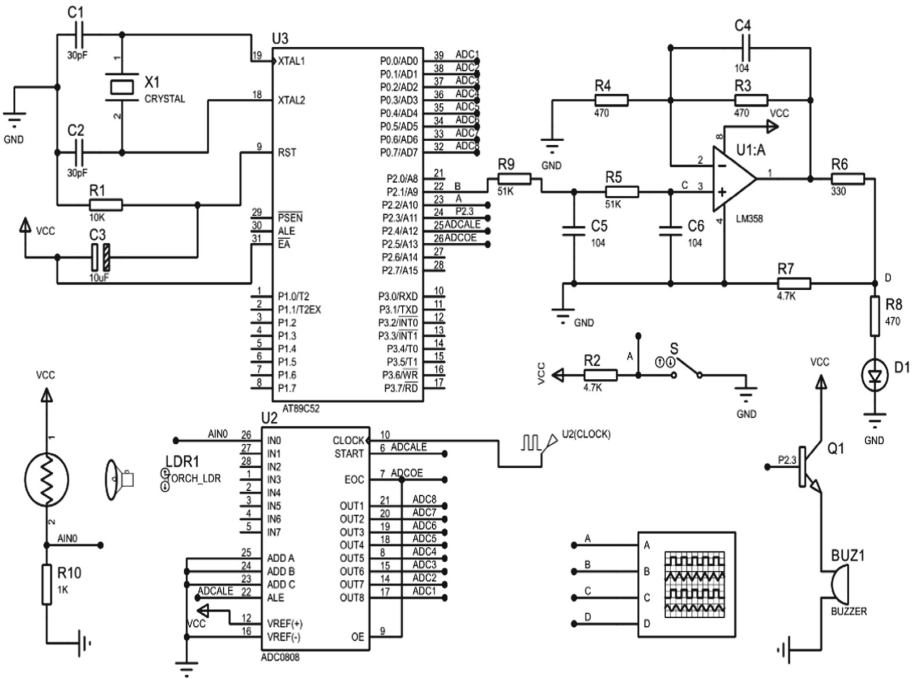 C1
30pF
X1
CRYSTAL
1
2
GND
C2
30pF
R1
10K
VCC
C3
10uF
U3
19 XTAL1
18 XTAL2
9 RST
29 PSEN
30 ALE
31 EA
1 P1.0/T2
2 P1.1/T2EX
3 P1.2
4 P1.3
5 P1.4
6 P1.5
7 P1.6
8 P1.7
P0.0/AD0 39 ADC1
P0.1/AD1 38 ADC2
P0.2/AD2 37 ADC3
P0.3/AD3 36 ADC4
P0.4/AD4 35 ADC5
P0.5/AD5 34 ADC6
P0.6/AD6 33 ADC7
P0.7/AD7 32 ADC8
P2.0/A8 21
P2.1/A9 22 B
P2.2/A10 23 A
P2.3/A11 24 P2.3
P2.4/A12 25 ADCALE
P2.5/A13 26 ADCOE
P2.6/A14 27
P2.7/A15 28
P3.0/RXD 10
P3.1/TXD 11
P3.2/INT0 12
P3.3/INT1 13
P3.4/T0 14
P3.5/T1 15
P3.6/WR 16
P3.7/RD 17
AT89C52
R9
51K
C5
104
R5
51K
C
C6
104
GND
R4
470
GND
C4
104
R3
470
VCC
U1:A
8
2
3
1
4
LM358
R6
330
R7
4.7K
D
R8
470
D1
GND
VCC
R2
4.7K
A
S
GND
VCC
1
2
AIN0
R10
1K
LDR1
TORCH_LDR
U2
AIN0 26 IN0
27 IN1
28 IN2
1 IN3
2 IN4
3 IN5
4 IN6
5 IN7
25 ADD A
24 ADD B
23 ADD C
ADCALE 22 ALE
VCC
12 VREF(+)
16 VREF(-)
CLOCK 10
START 6 ADCALE
EOC 7 ADCOE
OUT1 21 ADC8
OUT2 20 ADC7
OUT3 19 ADC6
OUT4 18 ADC5
OUT5 8 ADC4
OUT6 15 ADC3
OUT7 14 ADC2
OUT8 17 ADC1
OE 9
ADC0808
U2(CLOCK)
A A
B B
C C
D D
VCC
P2.3
Q1
BUZ1
BUZZER